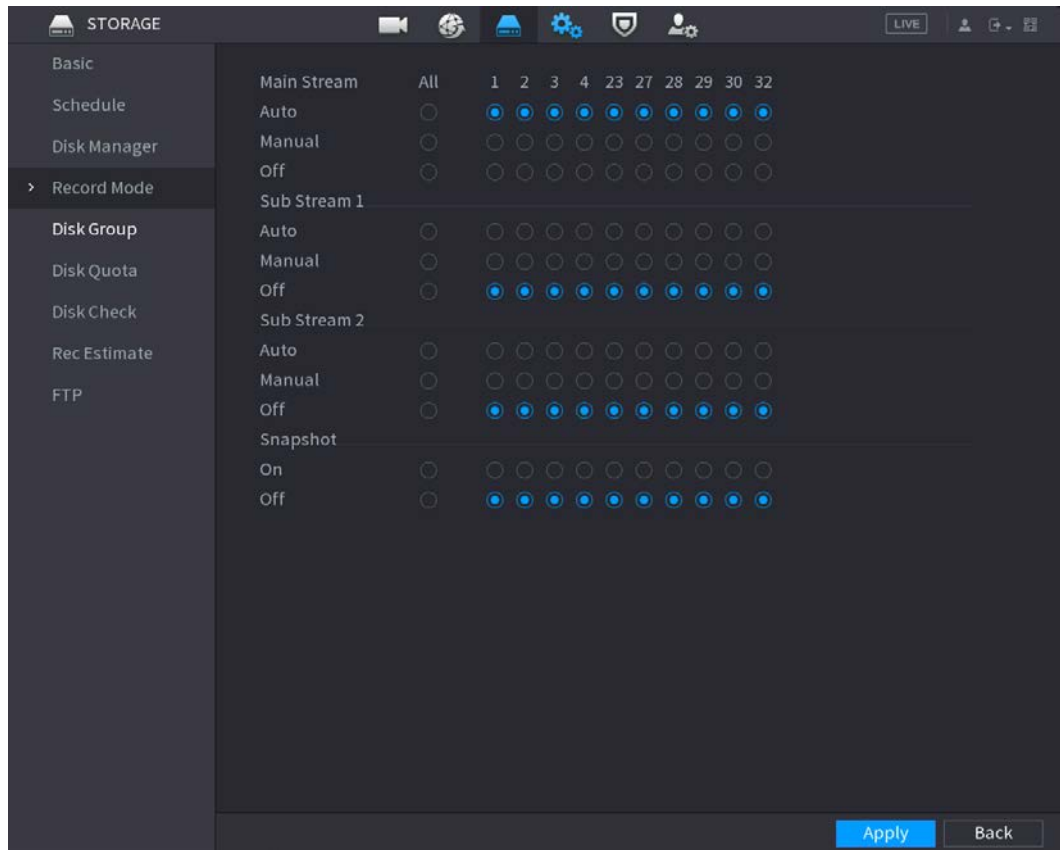 STORAGE
LIVE
Basic
Schedule
Disk Manager
Record Mode
Disk Group
Disk Quota
Disk Check
Rec Estimate
FTP
Main Stream All 1 2 3 4 23 27 28 29 30 32
Auto
Manual
Off
Sub Stream 1
Auto
Manual
Off
Sub Stream 2
Auto
Manual
Off
Snapshot
On
Off
Apply Back